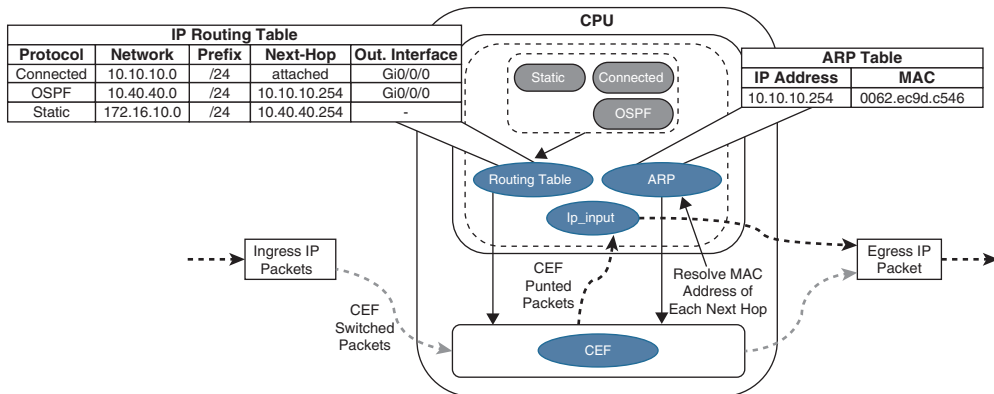 CPU
IP Routing Table
Protocol Network Prefix Next-Hop Out. Interface
Connected 10.10.10.0 /24 attached Gi0/0/0
OSPF 10.40.40.0 /24 10.10.10.254 Gi0/0/0
Static 172.16.10.0 /24 10.40.40.254 -
ARP Table
IP Address MAC
10.10.10.254 0062.ec9d.c546
Static
Connected
OSPF
Routing Table
ARP
Ip_input
Ingress IP
Packets
CEF
Punted
Packets
Resolve MAC
Address of
Each Next Hop
Egress IP
Packet
CEF
Switched
Packets
CEF